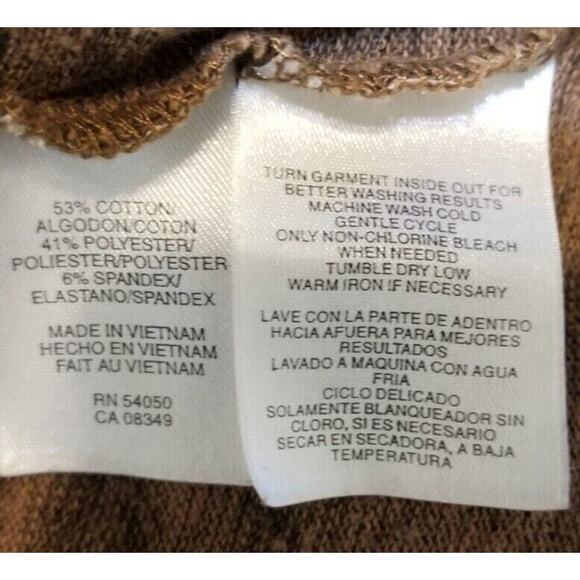 53% COTTON/
ALGODON/COTON
41% POLYESTER/
POLIESTER/POLYESTER
6% SPANDEX/
ELASTANO/SPANDEX
MADE IN VIETNAM
HECHO EN VIETNAM
FAIT AU VIETNAM
RN 54050
CA 08349
TURN GARMENT INSIDE OUT FOR
BETTER WASHING RESULTS
MACHINE WASH COLD
GENTLE CYCLE
ONLY NON-CHLORINE BLEACH
WHEN NEEDED
TUMBLE DRY LOW
WARM IRON IF NECESSARY
LAVE CON LA PARTE DE ADENTRO
HACIA AFUERA PARA MEJORES
RESULTADOS
LAVADO A MAQUINA CON AGUA
FRIA
CICLO DELICADO
SOLAMENTE BLANQUEADOR SIN
CLORO, SI ES NECESARIO
SECAR EN SECADORA, A BAJA
TEMPERATURA